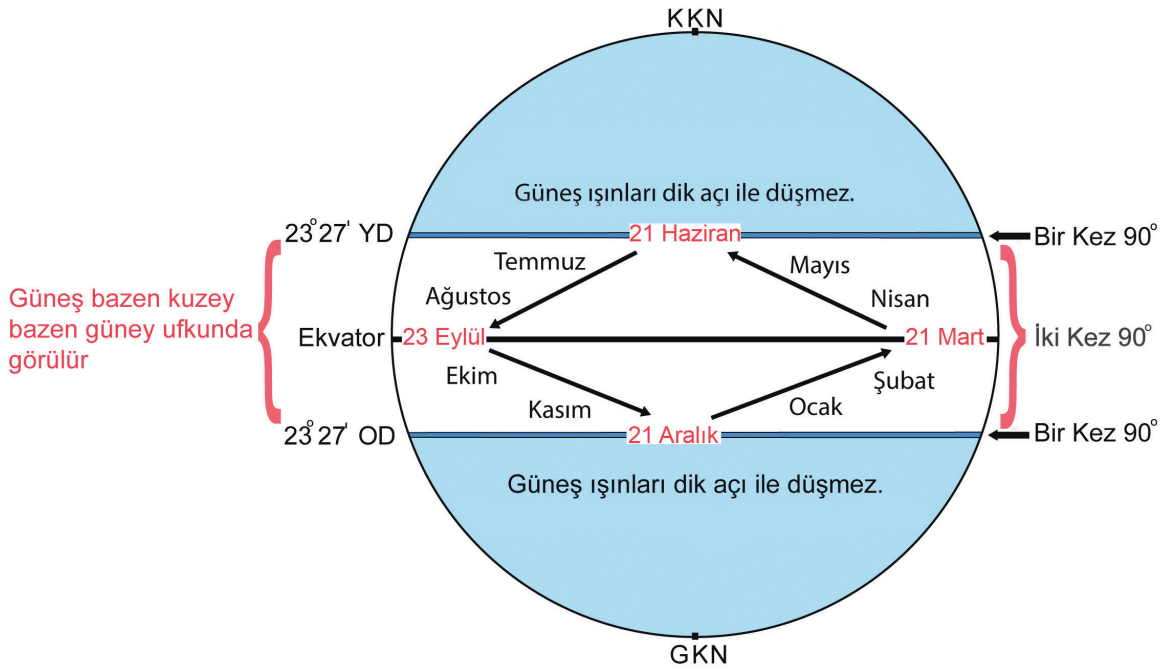 KKN
Güneş ışınları dik açı ile düşmez.
23°27' YD
21 Haziran
Bir Kez 90°
Temmuz
Mayıs
Ağustos
Nisan
Güneş bazen kuzey
bazen güney ufkunda
görülür
Ekvator
23 Eylül
21 Mart
İki Kez 90°
Ekim
Şubat
Kasım
Ocak
23°27' OD
21 Aralık
Bir Kez 90°
Güneş ışınları dik açı ile düşmez.
GKN